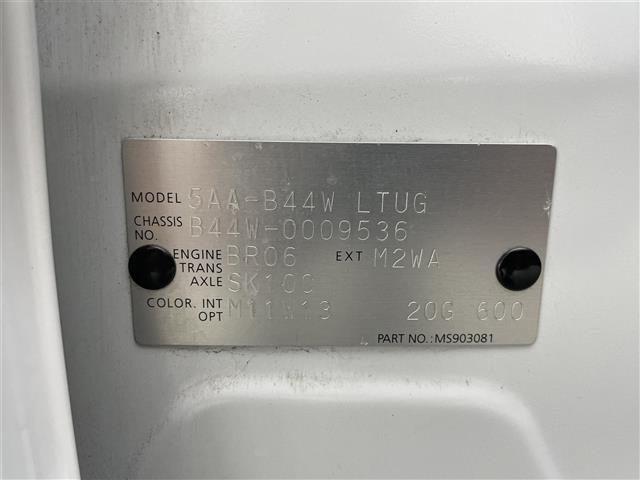 MODEL 5AA-B44W LTUG
CHASSIS NO. B44W-0009536
ENGINE BR06 EXT M2WA
TRANS AXLE SK10C
COLOR. INT OPT M11W13 20G 600
PART NO.:MS903081